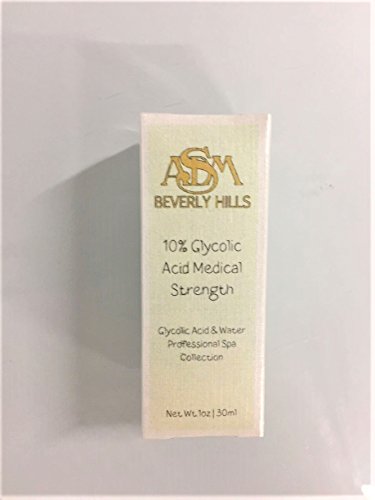 ASDM
BEVERLY HILLS
10% Glycolic
Acid Medical
Strength
Glycolic Acid & Water
Professional Spa
Collection
Net Wt. 1oz | 30ml